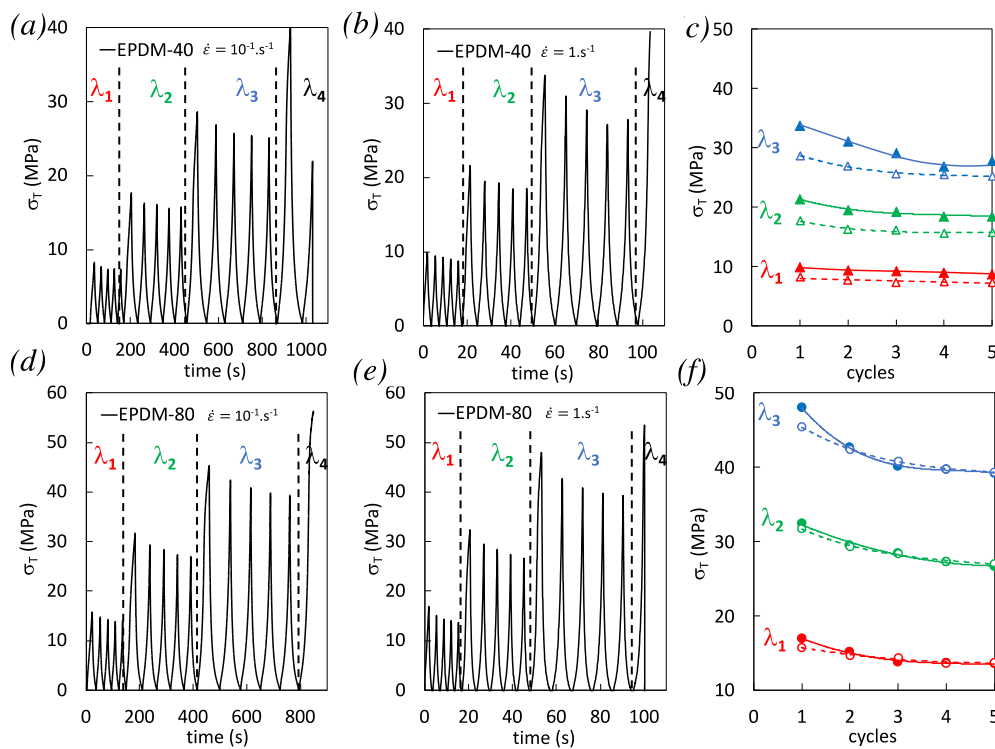 (a)
EPDM-40 ε̇ = 10⁻¹.s⁻¹
λ₁
λ₂
λ₃
λ₄
40
30
20
10
0
σ_T (MPa)
0 200 400 600 800 1000
time (s)
(b)
EPDM-40 ε̇ = 1.s⁻¹
λ₁
λ₂
λ₃
λ₄
40
30
20
10
0
σ_T (MPa)
0 20 40 60 80 100
time (s)
c)
50
40
30
20
10
0
σ_T (MPa)
λ₃
λ₂
λ₁
0 1 2 3 4 5
cycles
(d)
EPDM-80 ε̇ = 10⁻¹.s⁻¹
λ₁
λ₂
λ₃
λ₄
60
50
40
30
20
10
0
σ_T (MPa)
0 200 400 600 800
time (s)
(e)
EPDM-80 ε̇ = 1.s⁻¹
λ₁
λ₂
λ₃
λ₄
60
50
40
30
20
10
0
σ_T (MPa)
0 20 40 60 80 100
time (s)
(f)
50
40
30
20
10
σ_T (MPa)
λ₃
λ₂
λ₁
0 1 2 3 4 5
cycles